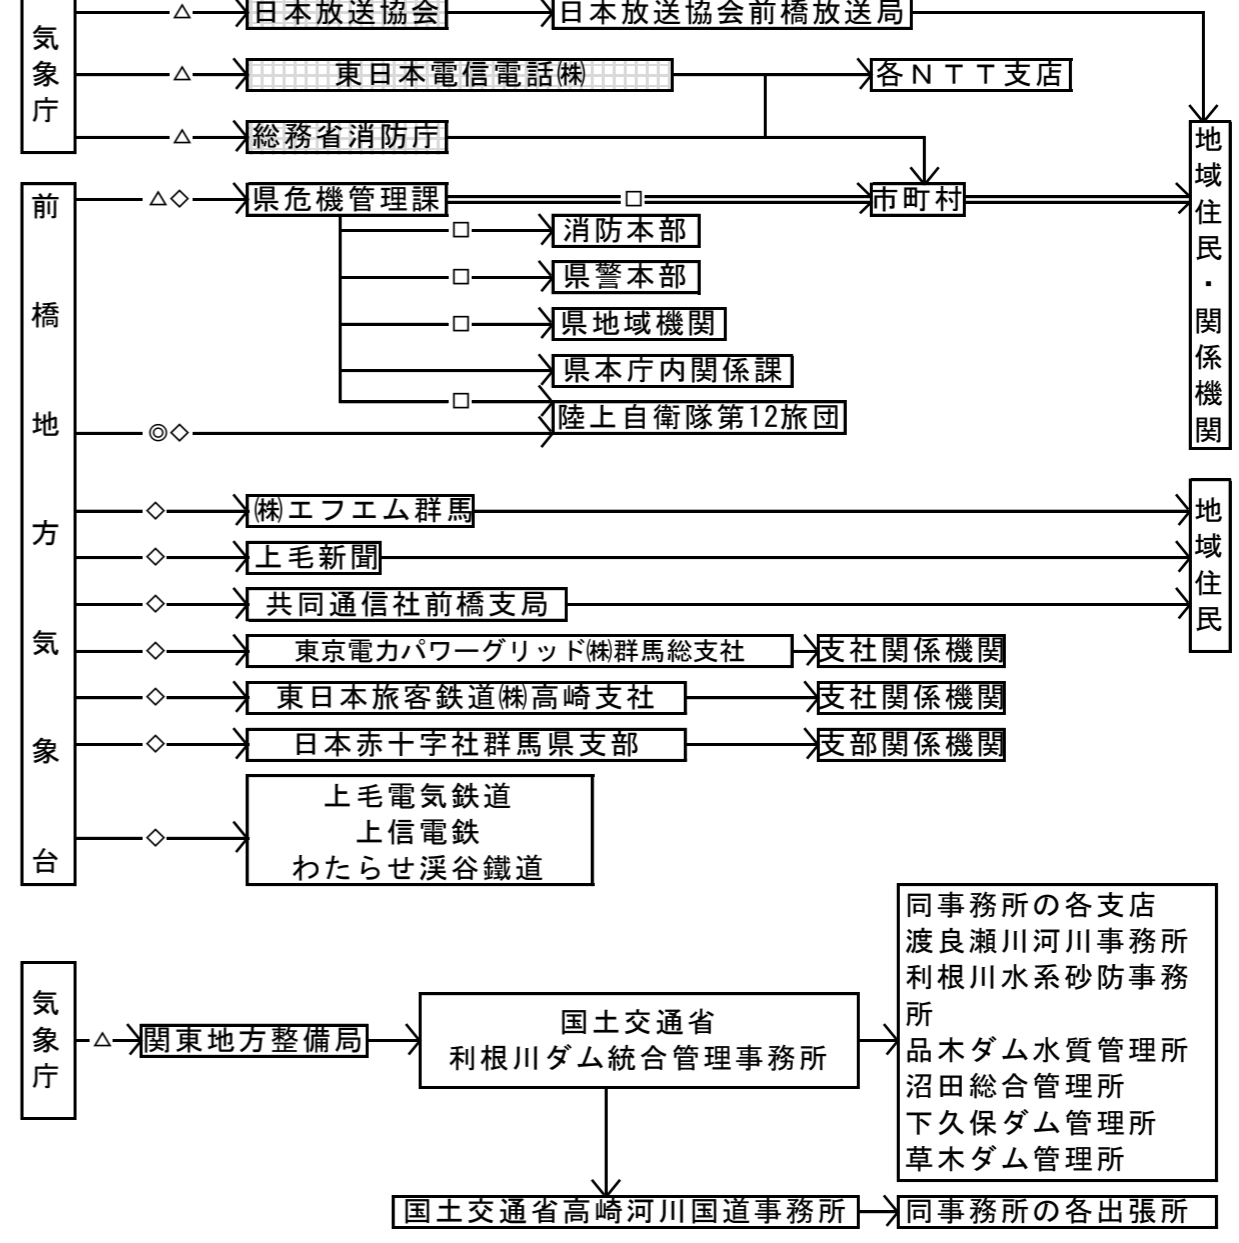 気象庁
△
日本放送協会
日本放送協会前橋放送局
△
東日本電信電話㈱
各ＮＴＴ支店
△
総務省消防庁
前橋地方気象台
△◇
県危機管理課
□
市町村
地域住民・関係機関
□
消防本部
□
県警本部
□
県地域機関
県本庁内関係課
□
陸上自衛隊第12旅団
◎◇
◇
㈱エフエム群馬
地域住民
◇
上毛新聞
◇
共同通信社前橋支局
◇
東京電力パワーグリッド㈱群馬総支社
支社関係機関
◇
東日本旅客鉄道㈱高崎支社
支社関係機関
◇
日本赤十字社群馬県支部
支部関係機関
◇
上毛電気鉄道
上信電鉄
わたらせ渓谷鐵道
気象庁
△
関東地方整備局
国土交通省
利根川ダム統合管理事務所
同事務所の各支店
渡良瀬川河川事務所
利根川水系砂防事務
所
品木ダム水質管理所
沼田総合管理所
下久保ダム管理所
草木ダム管理所
国土交通省高崎河川国道事務所
同事務所の各出張所